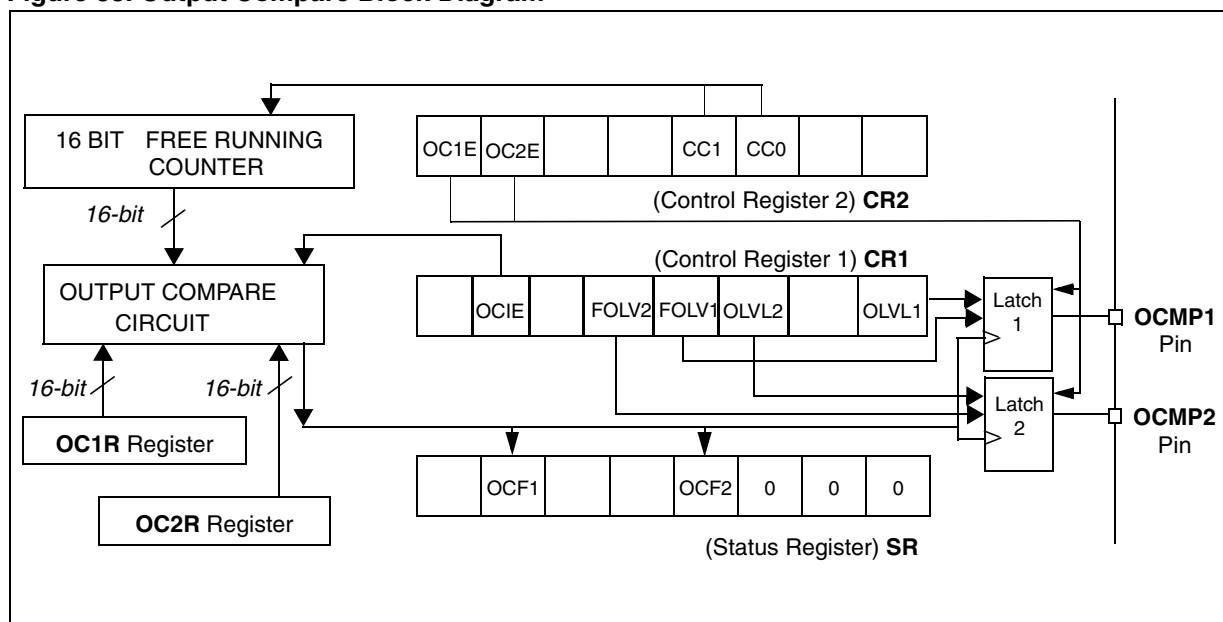 Figure 55. Output Compare Block Diagram
16 BIT FREE RUNNING
COUNTER
16-bit
OC1E OC2E CC1 CC0
(Control Register 2) CR2
(Control Register 1) CR1
OUTPUT COMPARE
CIRCUIT
OCIE FOLV2 FOLV1 OLVL2 OLVL1
Latch
1
OCMP1
Pin
16-bit 16-bit
Latch
2
OCMP2
Pin
OC1R Register
OCF1 OCF2 0 0 0
OC2R Register
(Status Register) SR